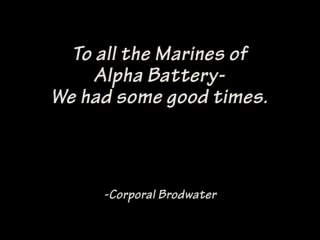 To all the Marines of
Alpha Battery-
We had some good times.
-Corporal Brodwater